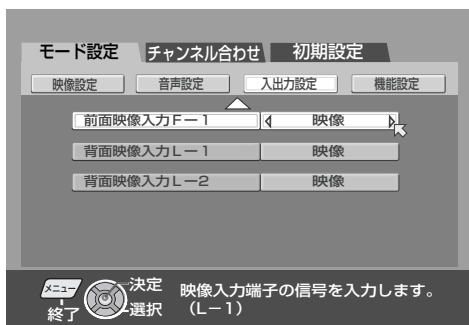 モード設定 チャンネル合わせ 初期設定
映像設定 音声設定 入出力設定 機能設定
前面映像入力F－1 映像
背面映像入力L－1 映像
背面映像入力L－2 映像
メニュー 決定 映像入力端子の信号を入力します。
終了 選択 （L－1）